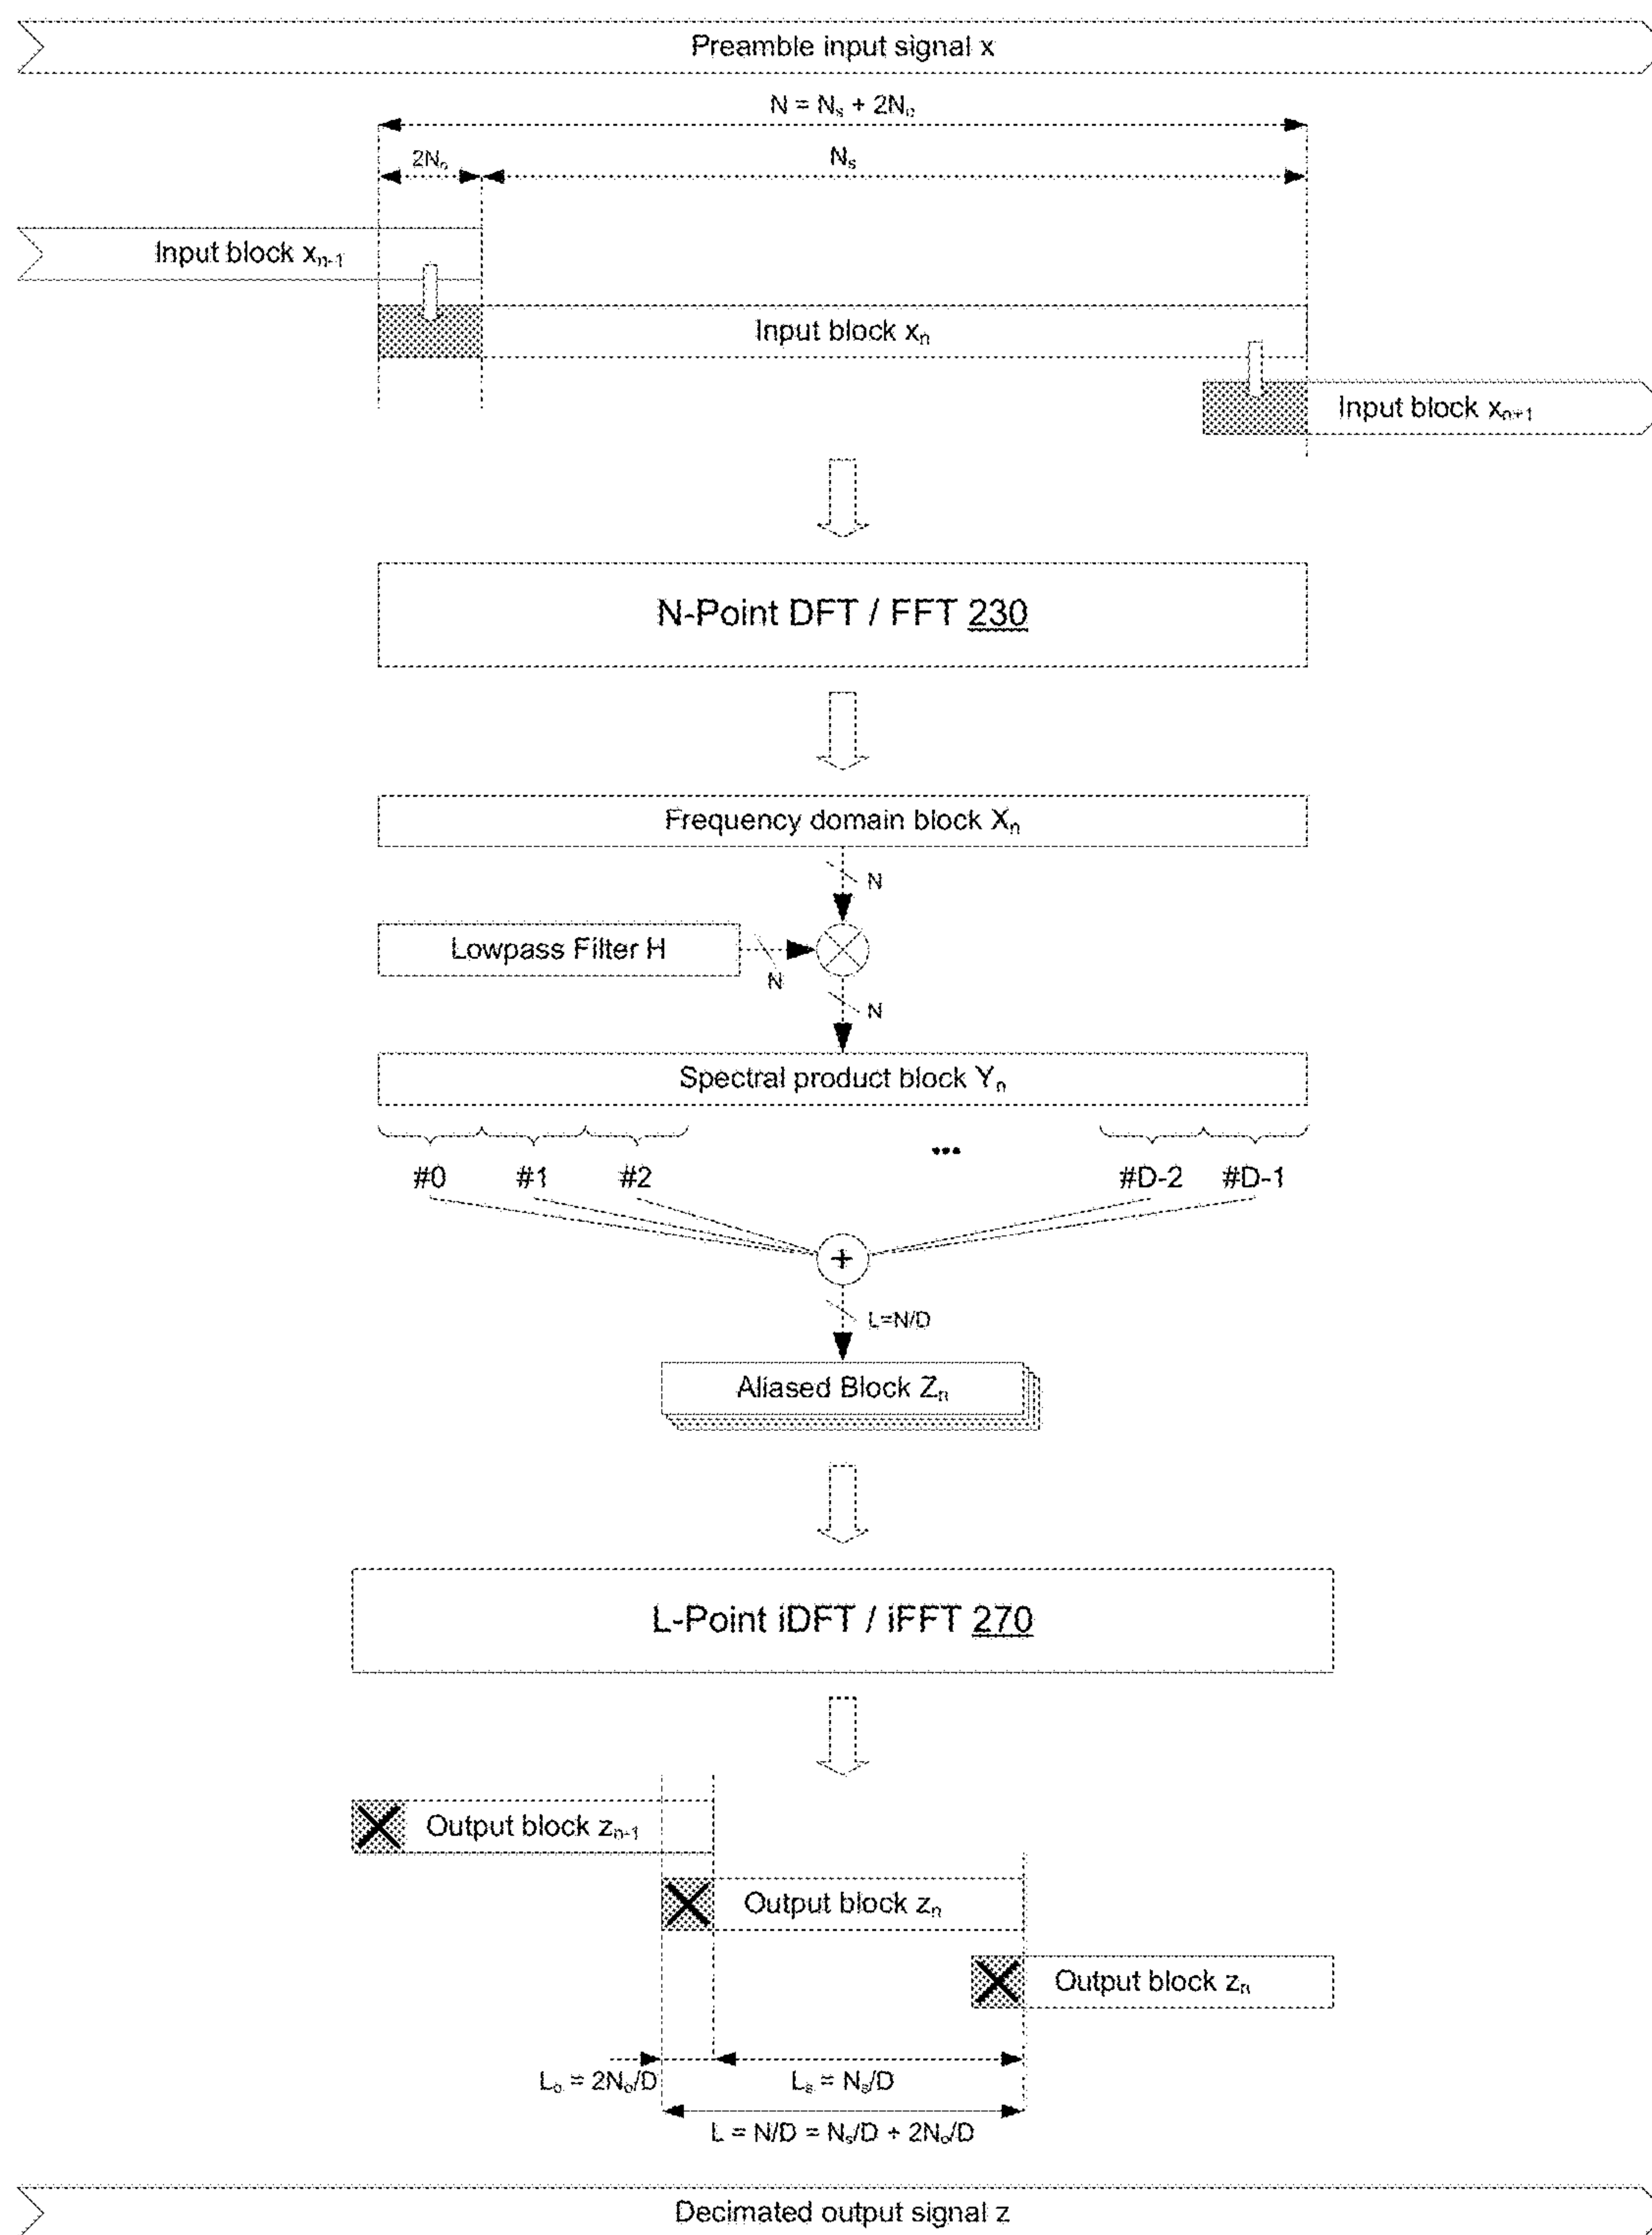 Preamble input signal x
N = Nₛ + 2Nₒ
2Nₒ
Nₛ
Input block xₙ₋₁
Input block xₙ
Input block xₙ₊₁
N-Point DFT / FFT 230
Frequency domain block Xₙ
N
Lowpass Filter H
N
N
Spectral product block Yₙ
#0
#1
#2
...
#D-2
#D-1
+
L=N/D
Aliased Block Zₙ
L-Point iDFT / iFFT 270
Output block zₙ₋₁
Output block zₙ
Output block zₙ
Lₒ = 2Nₒ/D
Lₛ = Nₛ/D
L = N/D = Nₛ/D + 2Nₒ/D
Decimated output signal z